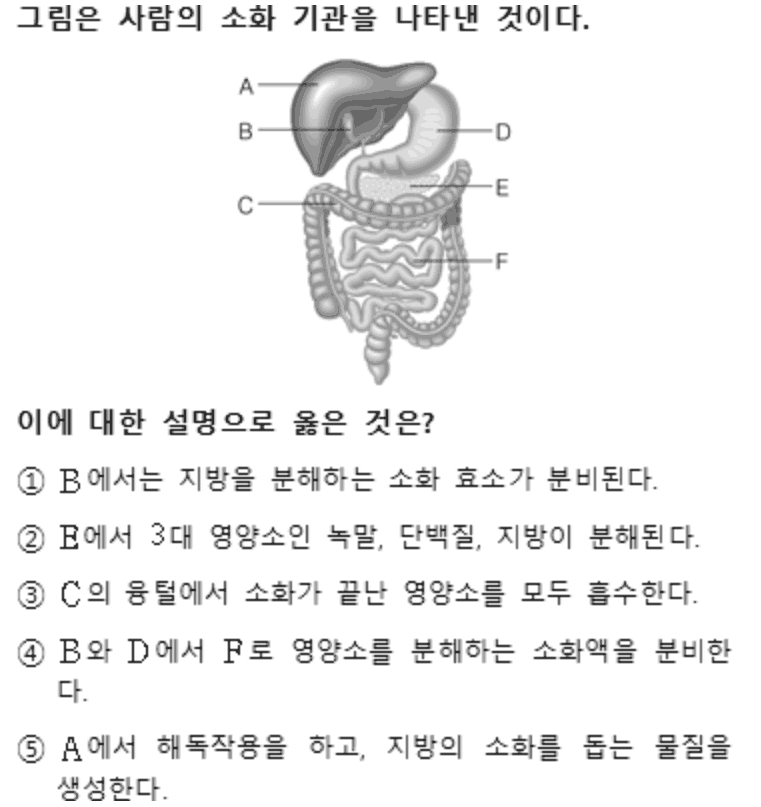 그림은 사람의 소화 기관을 나타낸 것이다.
A
B
D
E
C
F
이에 대한 설명으로 옳은 것은?
① B에서는 지방을 분해하는 소화 효소가 분비된다.
② E에서 3대 영양소인 녹말, 단백질, 지방이 분해된다.
③ C의 융털에서 소화가 끝난 영양소를 모두 흡수한다.
④ B와 D에서 F로 영양소를 분해하는 소화액을 분비한
다.
⑤ A에서 해독작용을 하고, 지방의 소화를 돕는 물질을
생성한다.